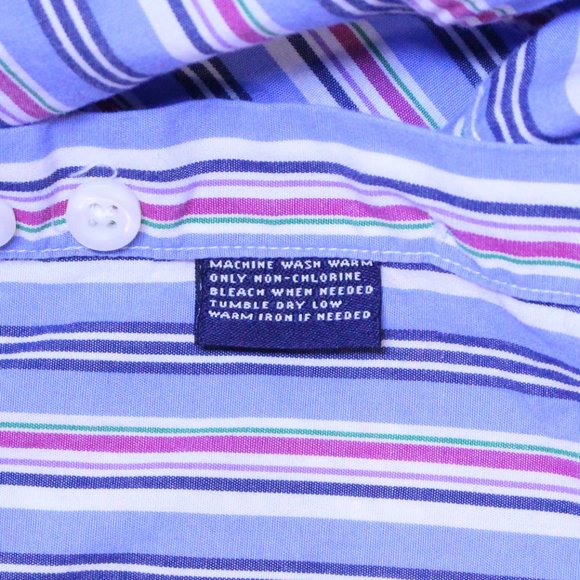 MACHINE WASH WARM
ONLY NON-CHLORINE
BLEACH WHEN NEEDED
TUMBLE DRY LOW
WARM IRON IF NEEDED